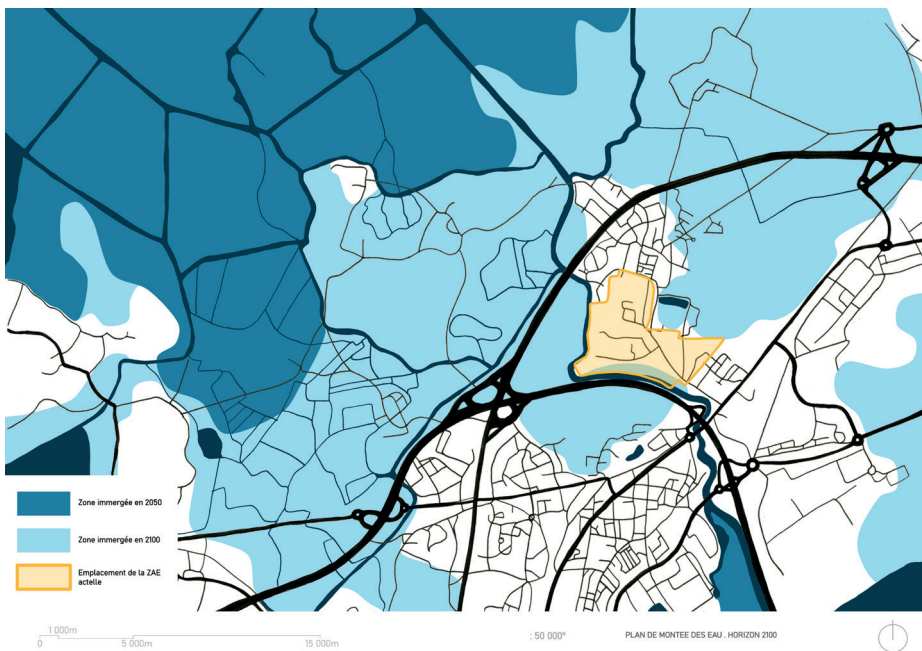 Zone immergée en 2050
Zone immergée en 2100
Emplacement de la ZAE
actelle
1 000m
0 5 000m 15 000m
: 50 000° PLAN DE MONTEE DES EAU . HORIZON 2100